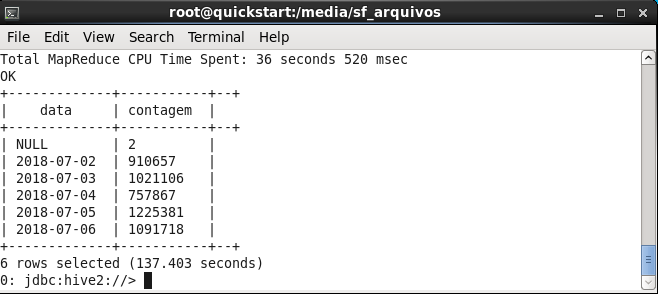 root@quickstart:/media/sf_arquivos
File Edit View Search Terminal Help
Total MapReduce CPU Time Spent: 36 seconds 520 msec
OK
+-------------+-----------+--+
|    data     | contagem  |
+-------------+-----------+--+
| NULL        | 2         |
| 2018-07-02  | 910657    |
| 2018-07-03  | 1021106   |
| 2018-07-04  | 757867    |
| 2018-07-05  | 1225381   |
| 2018-07-06  | 1091718   |
+-------------+-----------+--+
6 rows selected (137.403 seconds)
0: jdbc:hive2://>